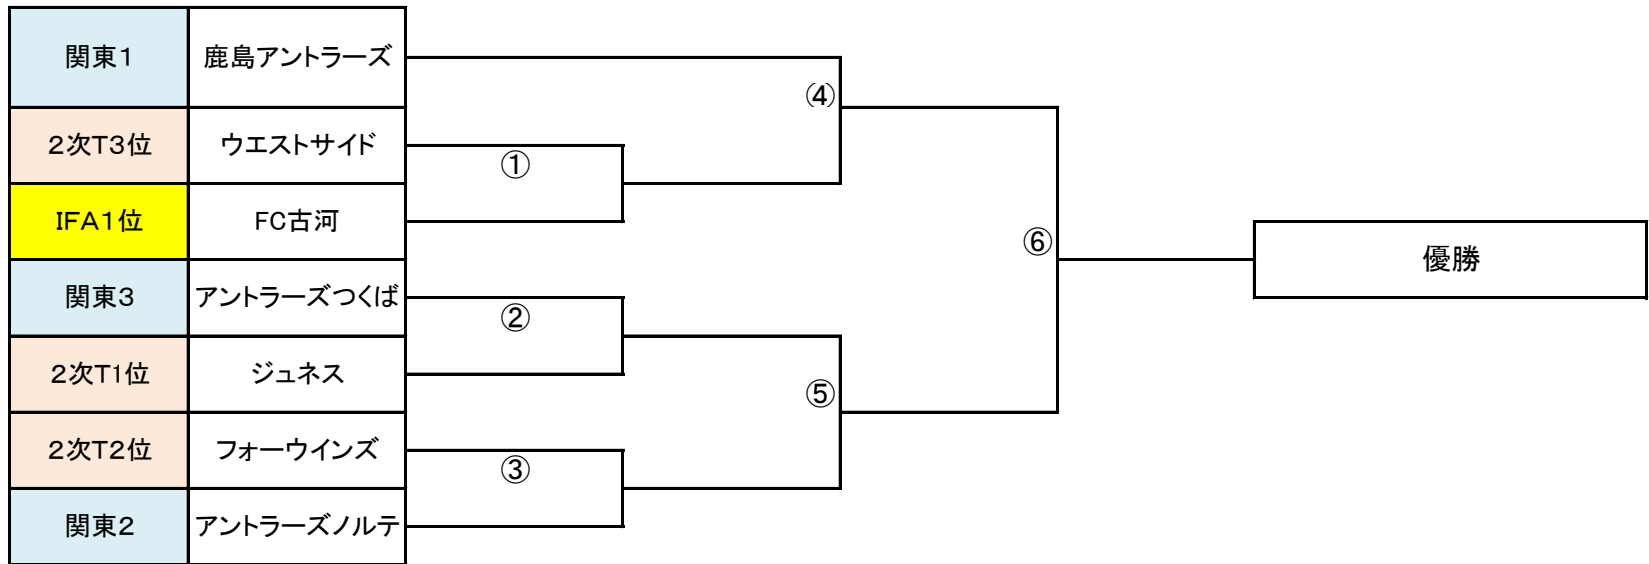 関東１ 鹿島アントラーズ
④
２次T３位 ウエストサイド
①
IFA１位 FC古河
⑥
優勝
関東３ アントラーズつくば
②
２次T1位 ジュネス
⑤
２次T２位 フォーウインズ
③
関東２ アントラーズノルテ